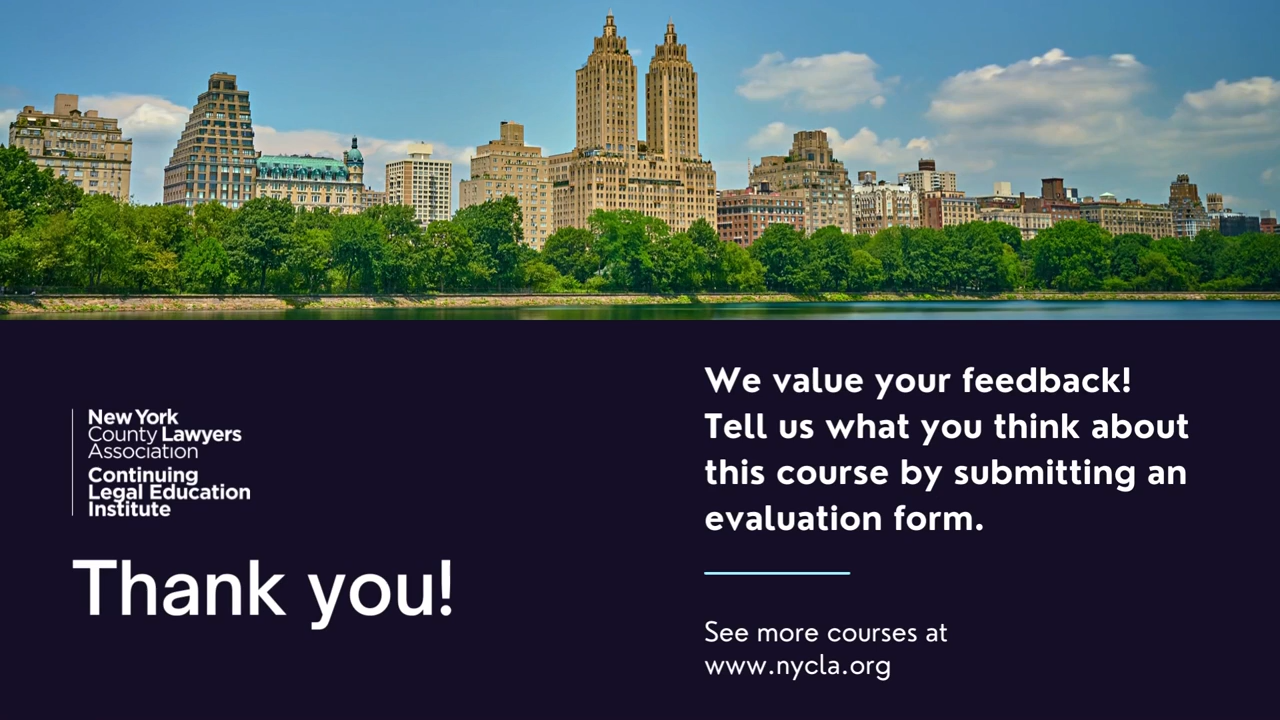 New York
County Lawyers
Association
Continuing
Legal Education
Institute
Thank you!
We value your feedback!
Tell us what you think about
this course by submitting an
evaluation form.
See more courses at
www.nycla.org